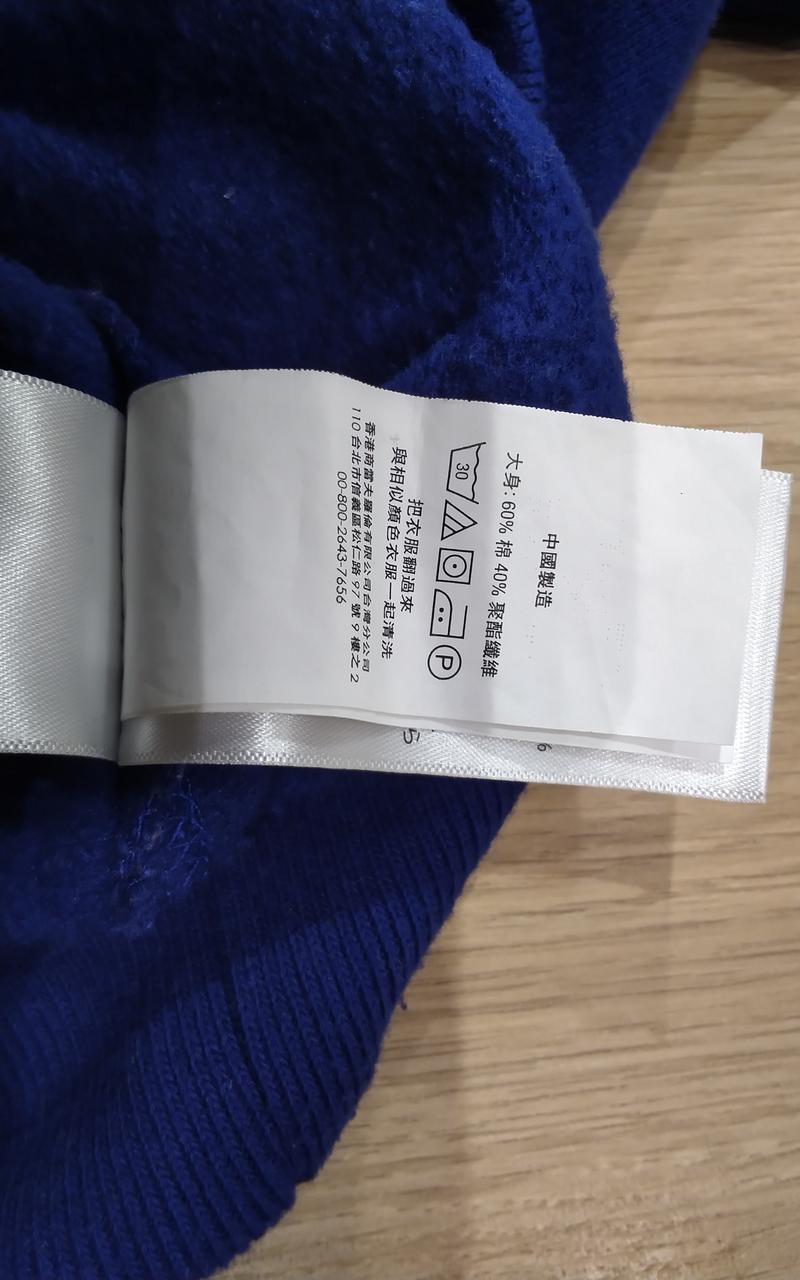 中國製造
大身: 60% 棉 40% 聚酯纖維
30
P
把衣服翻過來
與相似顏色衣服一起清洗
香港商雷夫羅倫有限公司台灣分公司
110 台北市信義區松仁路 97 號 9 樓之 2
00-800-2643-7656
6